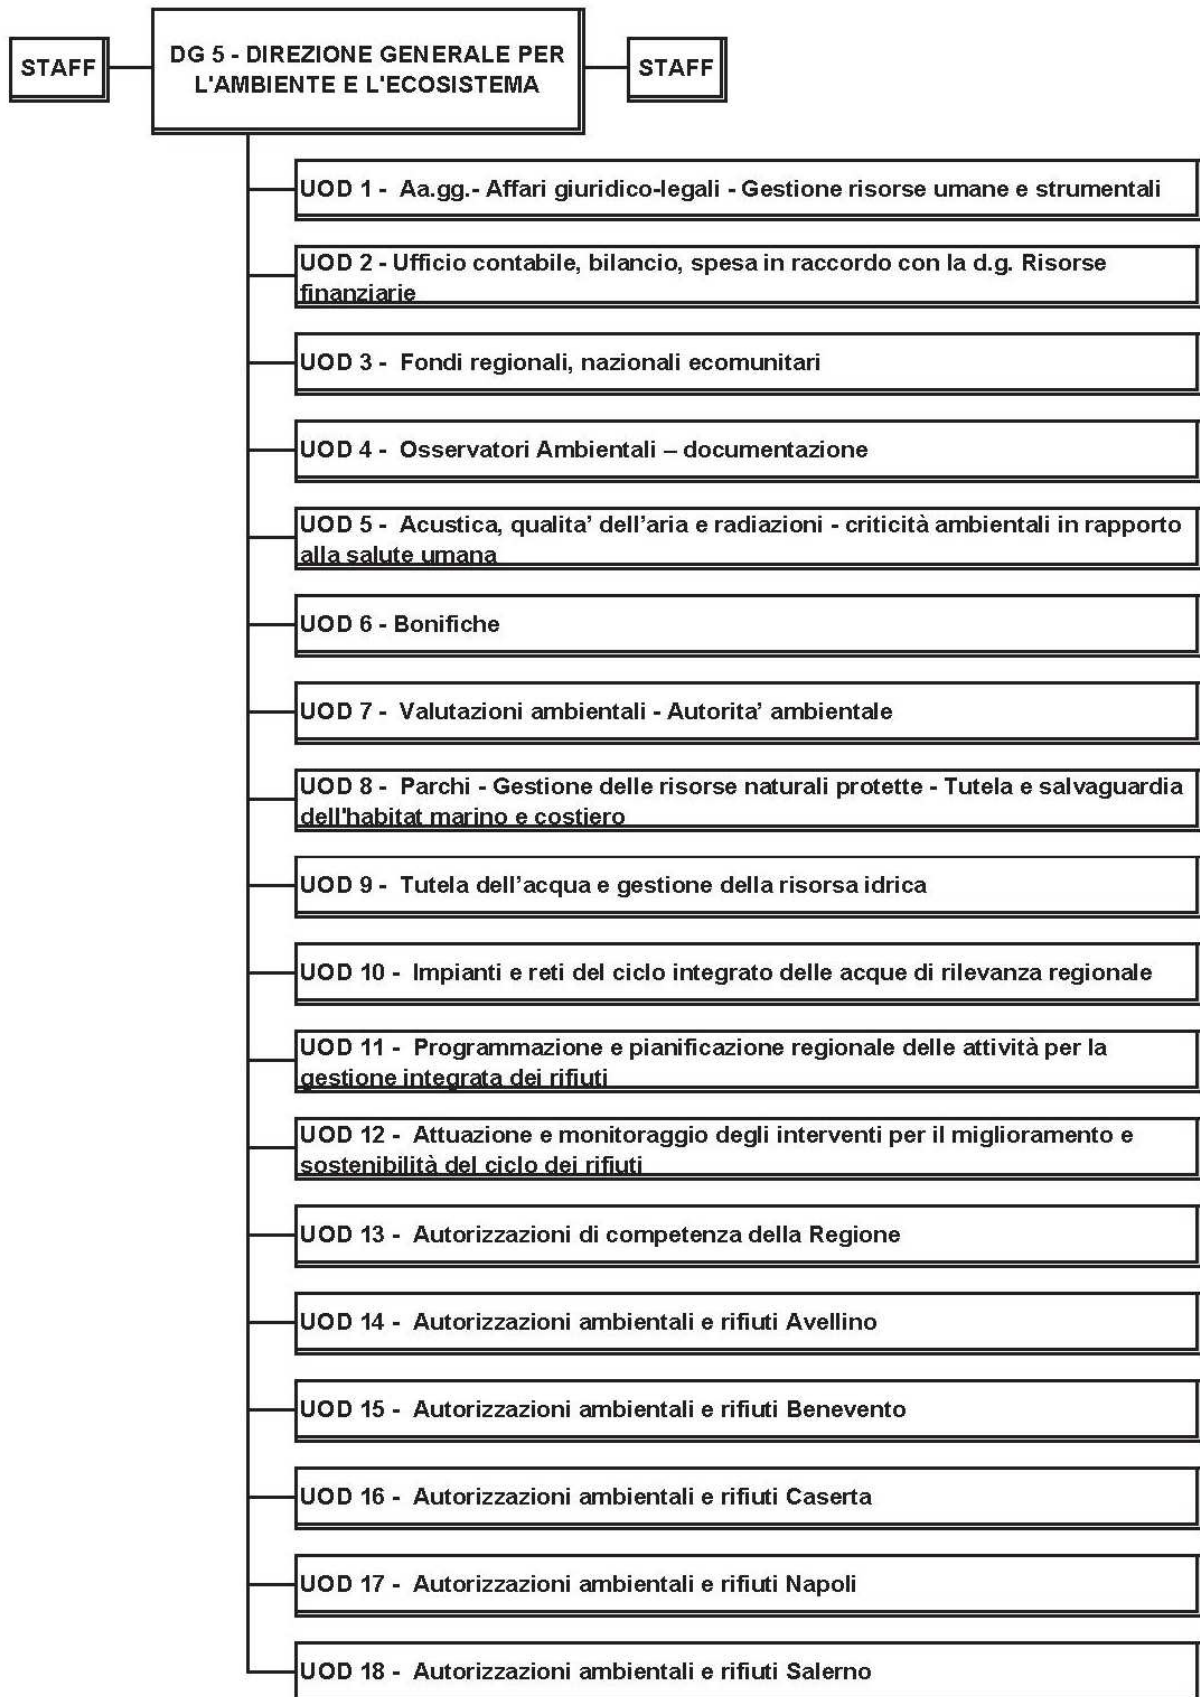 STAFF
DG 5 - DIREZIONE GENERALE PER
L'AMBIENTE E L'ECOSISTEMA
STAFF
UOD 1 - Aa.gg.- Affari giuridico-legali - Gestione risorse umane e strumentali
UOD 2 - Ufficio contabile, bilancio, spesa in raccordo con la d.g. Risorse
finanziarie
UOD 3 - Fondi regionali, nazionali ecomunitari
UOD 4 - Osservatori Ambientali – documentazione
UOD 5 - Acustica, qualita’ dell’aria e radiazioni - criticità ambientali in rapporto
alla salute umana
UOD 6 - Bonifiche
UOD 7 - Valutazioni ambientali - Autorita’ ambientale
UOD 8 - Parchi - Gestione delle risorse naturali protette - Tutela e salvaguardia
dell'habitat marino e costiero
UOD 9 - Tutela dell’acqua e gestione della risorsa idrica
UOD 10 - Impianti e reti del ciclo integrato delle acque di rilevanza regionale
UOD 11 - Programmazione e pianificazione regionale delle attività per la
gestione integrata dei rifiuti
UOD 12 - Attuazione e monitoraggio degli interventi per il miglioramento e
sostenibilità del ciclo dei rifiuti
UOD 13 - Autorizzazioni di competenza della Regione
UOD 14 - Autorizzazioni ambientali e rifiuti Avellino
UOD 15 - Autorizzazioni ambientali e rifiuti Benevento
UOD 16 - Autorizzazioni ambientali e rifiuti Caserta
UOD 17 - Autorizzazioni ambientali e rifiuti Napoli
UOD 18 - Autorizzazioni ambientali e rifiuti Salerno